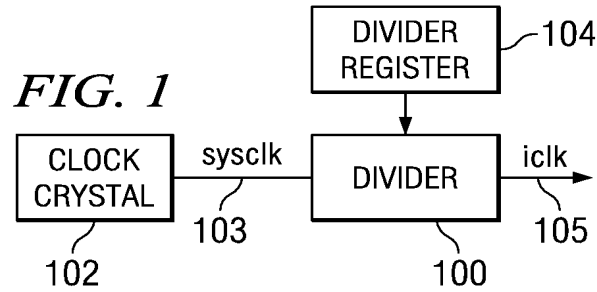 DIVIDER
REGISTER
104
FIG. 1
CLOCK
CRYSTAL
sysclk
DIVIDER
iclk
102
103
100
105